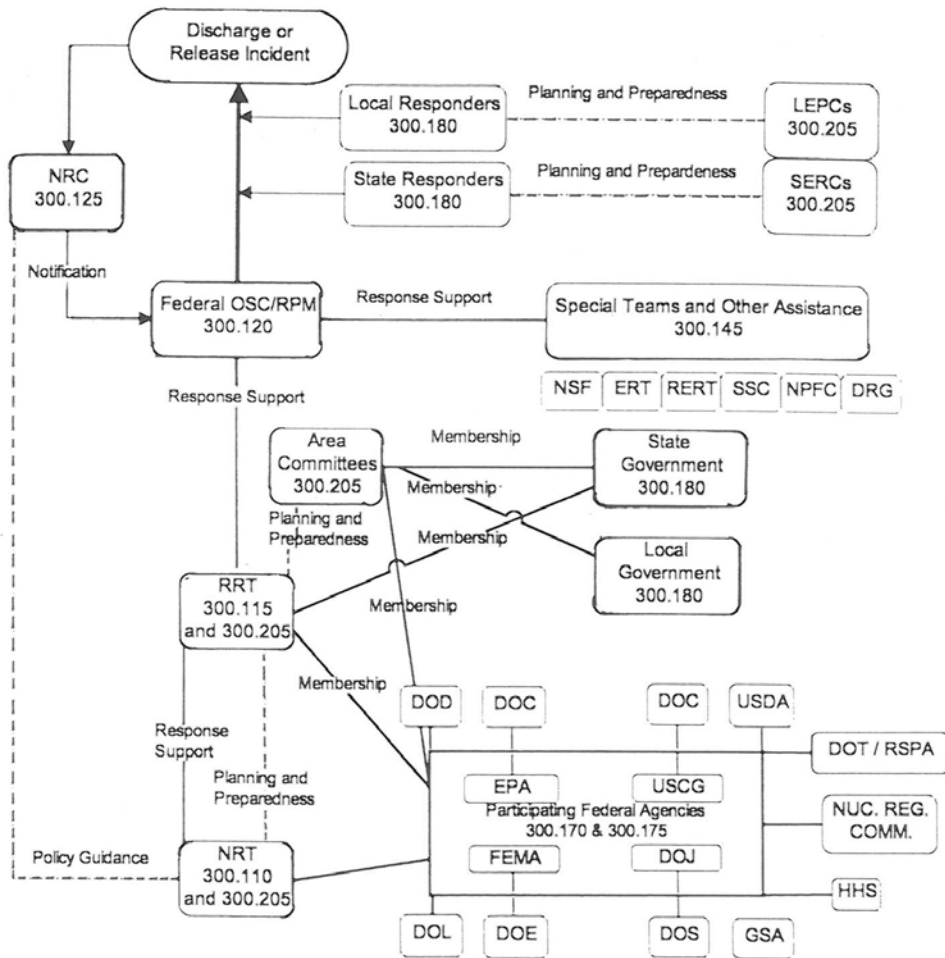 Discharge or
Release Incident
Local Responders
300.180
Planning and Preparedness
LEPCs
300.205
NRC
300.125
State Responders
300.180
Planning and Prepardeness
SERCs
300.205
Notification
Federal OSC/RPM
300.120
Response Support
Special Teams and Other Assistance
300.145
NSF
ERT
RERT
SSC
NPFC
DRG
Response Support
Area
Committees
300.205
Membership
State
Government
300.180
Membership
Planning and
Preparedness
Membership
Local
Government
300.180
RRT
300.115
and 300.205
Membership
Membership
DOD
DOC
DOC
USDA
Response
Support
DOT / RSPA
Planning and
Preparedness
EPA
USCG
Participating Federal Agencies
300.170 & 300.175
NUC. REG.
COMM.
Policy Guidance
NRT
300.110
and 300.205
FEMA
DOJ
HHS
DOL
DOE
DOS
GSA